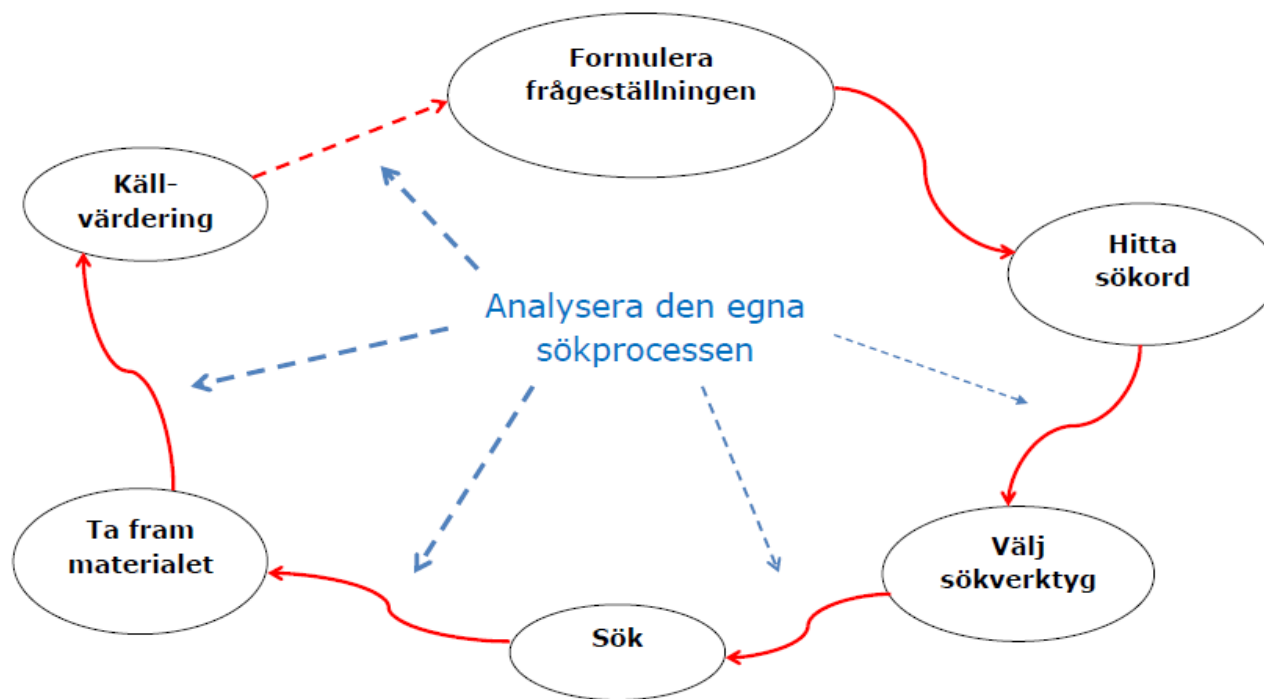 Formulera
frågeställningen
Hitta
sökord
Välj
sökverktyg
Sök
Ta fram
materialet
Käll-
värdering
Analysera den egna
sökprocessen